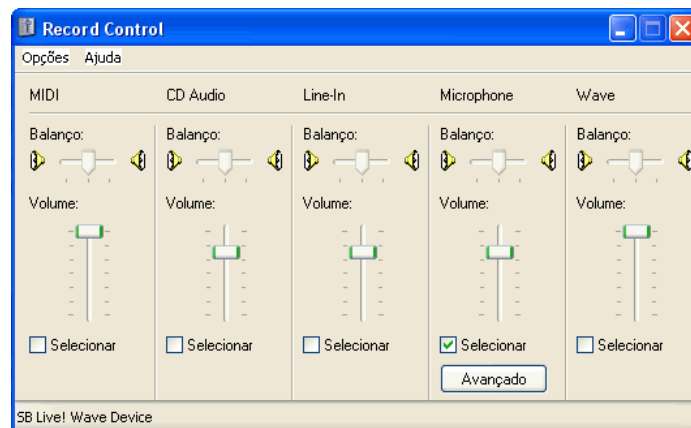 Record Control
Opções Ajuda
MIDI CD Audio Line-In Microphone Wave
Balanço: Balanço: Balanço: Balanço: Balanço:
Volume: Volume: Volume: Volume: Volume:
Selecionar Selecionar Selecionar Selecionar Selecionar
Avançado
SB Live! Wave Device